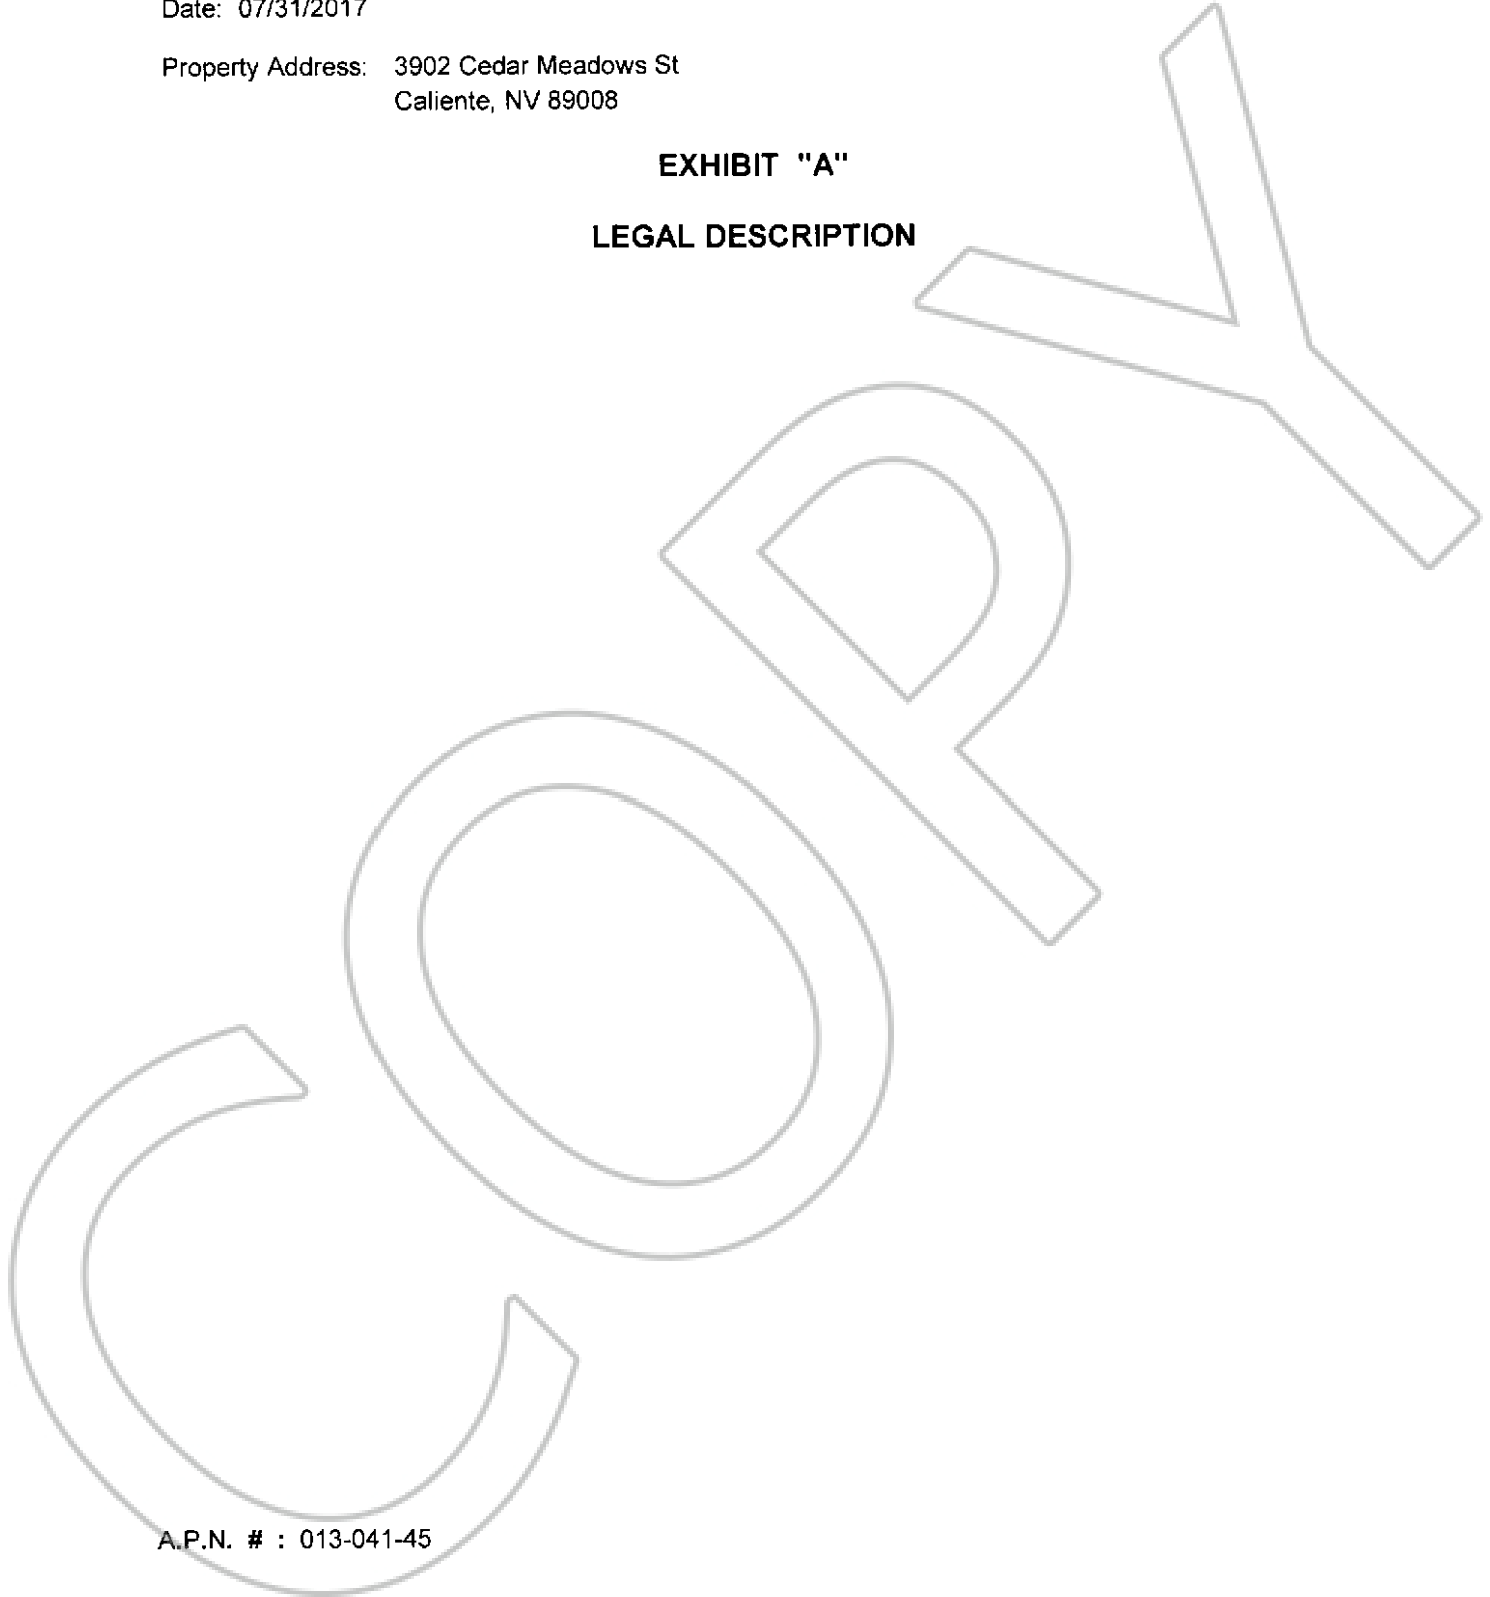 Date: 07/31/2017
Property Address: 3902 Cedar Meadows St
Caliente, NV 89008
EXHIBIT "A"
LEGAL DESCRIPTION
COPY
A.P.N. # : 013-041-45